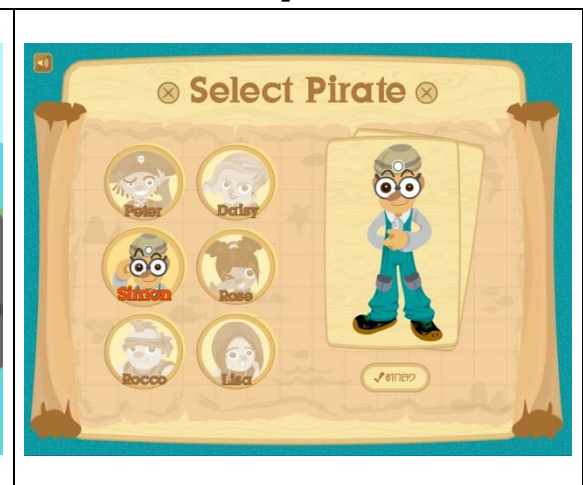 Select Pirate
Peter Daisy
Simon Rose
Rocco Lisa
ตกลง